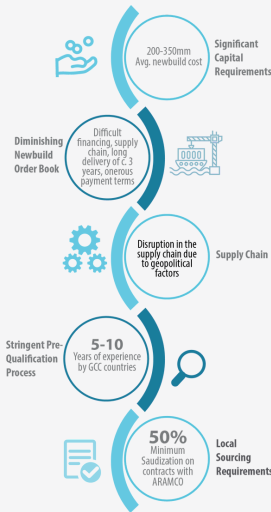 200-350mm
Avg. newbuild cost
Significant
Capital
Requirements
Diminishing
Newbuild
Order Book
Difficult
financing, supply
chain, long
delivery of c. 3
years, onerous
payment terms
Disruption in the
supply chain due
to geopolitical
factors
Supply Chain
Stringent Pre-
Qualification
Process
5-10
Years of experience
by GCC countries
50%
Minimum
Saudization on
contracts with
ARAMCO
Local
Sourcing
Requirements